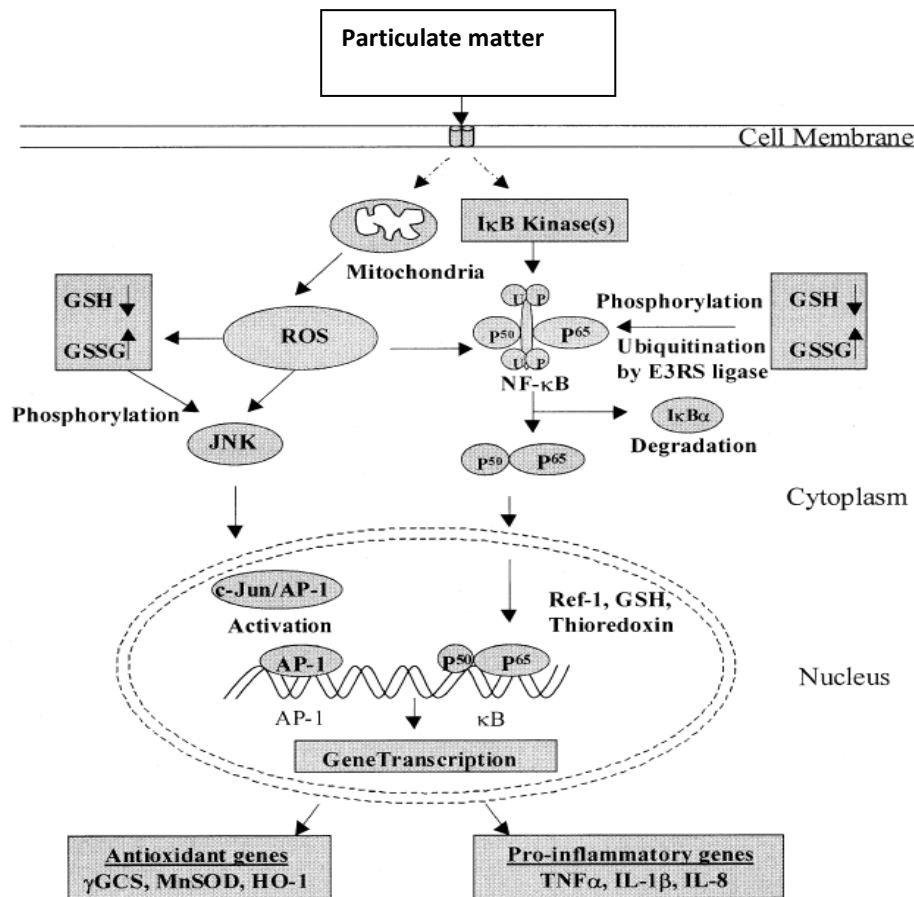 Particulate matter
Cell Membrane
IκB Kinase(s)
Mitochondria
GSH
GSSG
ROS
U P
P50 P65
U P
NF-κB
Phosphorylation
Ubiquitination
by E3RS ligase
GSH
GSSG
Phosphorylation
JNK
IκBα
Degradation
P50 P65
Cytoplasm
c-Jun/AP-1
Activation
Ref-1, GSH,
Thioredoxin
AP-1
P50 P65
Nucleus
AP-1
κB
GeneTranscription
Antioxidant genes
γGCS, MnSOD, HO-1
Pro-inflammatory genes
TNFα, IL-1β, IL-8